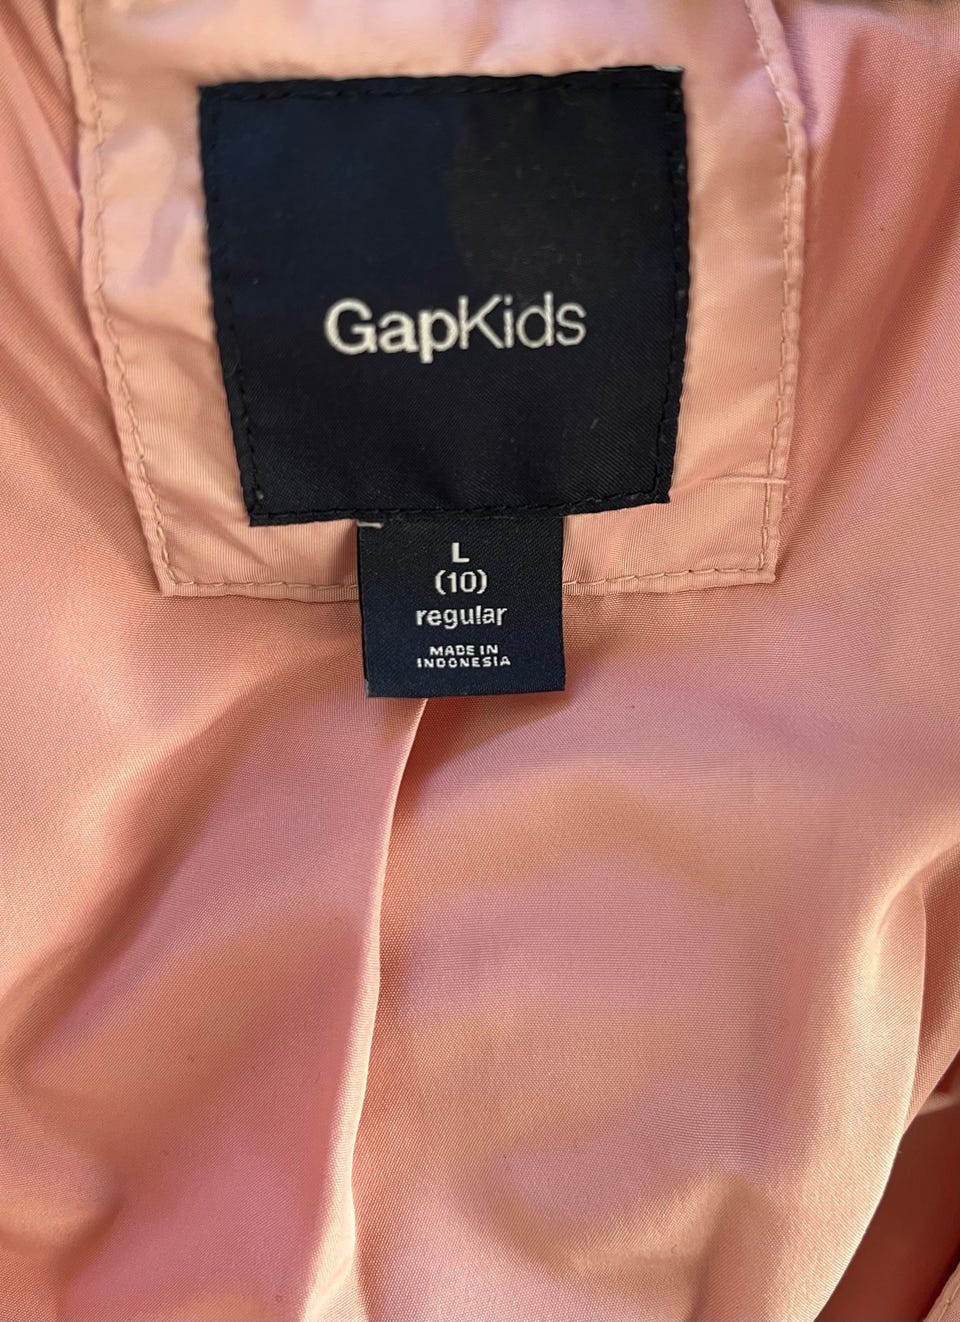 GapKids
L
(10)
regular
MADE IN
INDONESIA